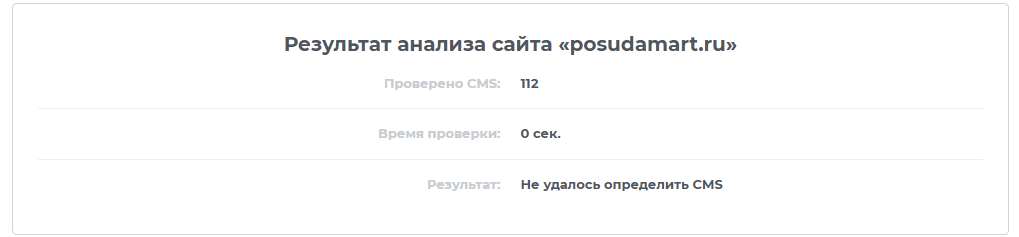 Результат анализа сайта «posudamart.ru»
Проверено CMS: 112
Время проверки: 0 сек.
Результат: Не удалось определить CMS